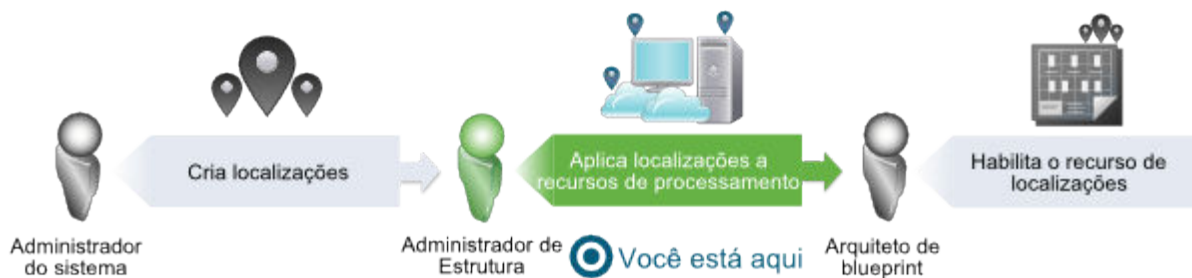 Cria localizações
Aplica localizações a
recursos de processamento
Habilita o recurso de
localizações
Administrador
do sistema
Administrador de
Estrutura
Você está aqui
Arquiteto de
blueprint